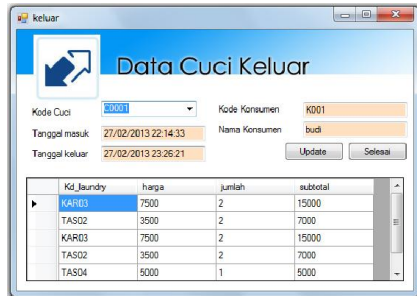 keluar
Data Cuci Keluar
Kode Cuci C0001 Kode Konsumen K001
Tanggal masuk 27/02/2013 22:14:33 Nama Konsumen budi
Tanggal keluar 27/02/2013 23:26:21 Update Selesai
Kd_laundry harga jumlah subtotal
KAR03 7500 2 15000
TAS02 3500 2 7000
KAR03 7500 2 15000
TAS02 3500 2 7000
TAS04 5000 1 5000